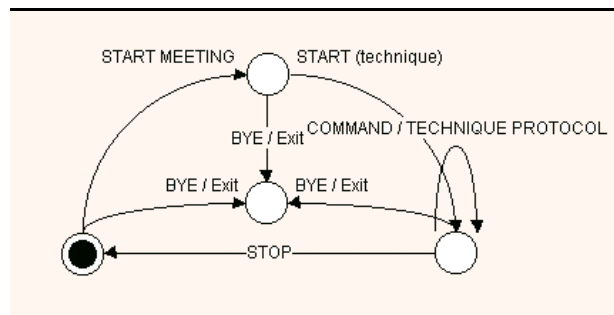 START MEETING
START (technique)
BYE / Exit
COMMAND / TECHNIQUE PROTOCOL
BYE / Exit
BYE / Exit
STOP